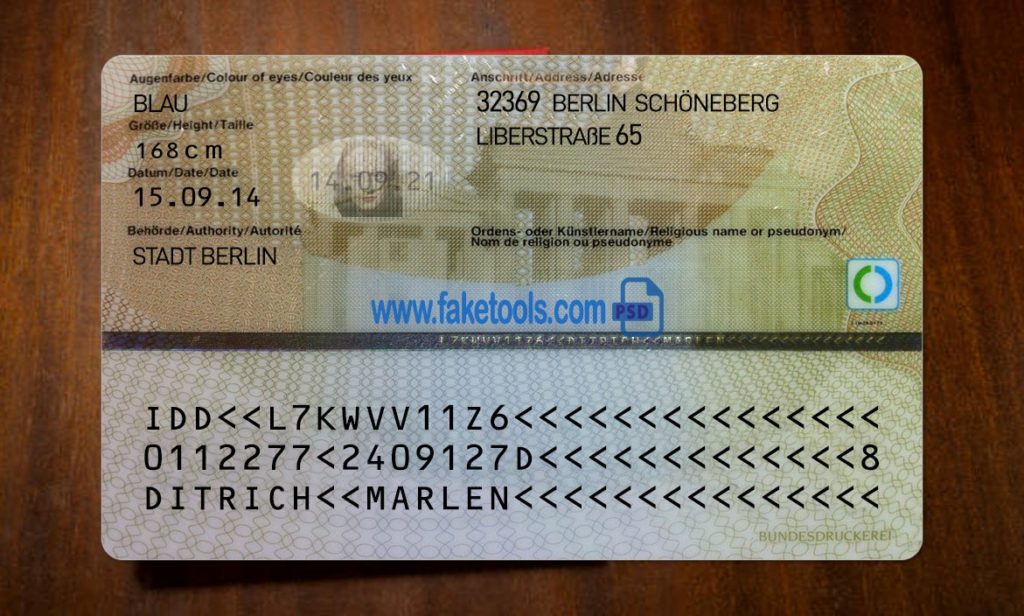 Augenfarbe/Colour of eyes/Couleur des yeux
BLAU
Größe/Height/Taille
168cm
Datum/Date/Date
15.09.14
Behörde/Authority/Autorité
STADT BERLIN
14.09.21
Anschrift/Address/Adresse
32369 BERLIN SCHÖNEBERG
LIBERSTRAßE 65
Ordens- oder Künstlername/Religious name or pseudonym/
Nom de religion ou pseudonyme
www.faketools.com PSD
L7KWVV11Z6<<DITRICH<<MARLEN
IDD<<L7KWVV11Z6<<<<<<<<<<<<<<<
0112277<2409127D<<<<<<<<<<<<<8
DITRICH<<MARLEN<<<<<<<<<<<<<<<
BUNDESDRUCKEREI